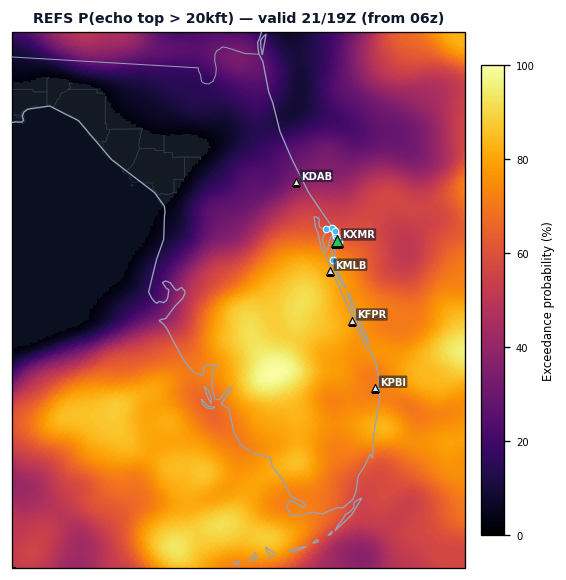 REFS P(echo top > 20kft) — valid 21/19Z (from 06z)
KDAB
KXMR
KMLB
KFPR
KPBI
100
80
60
40
20
0
Exceedance probability (%)